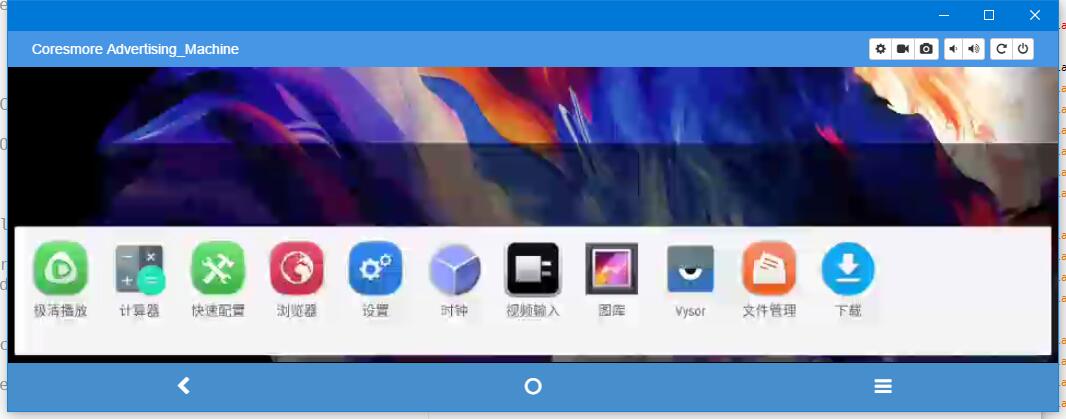 Coresmore Advertising_Machine
极清播放 计算器 快速配置 浏览器 设置 时钟 视频输入 图库 Vysor 文件管理 下载